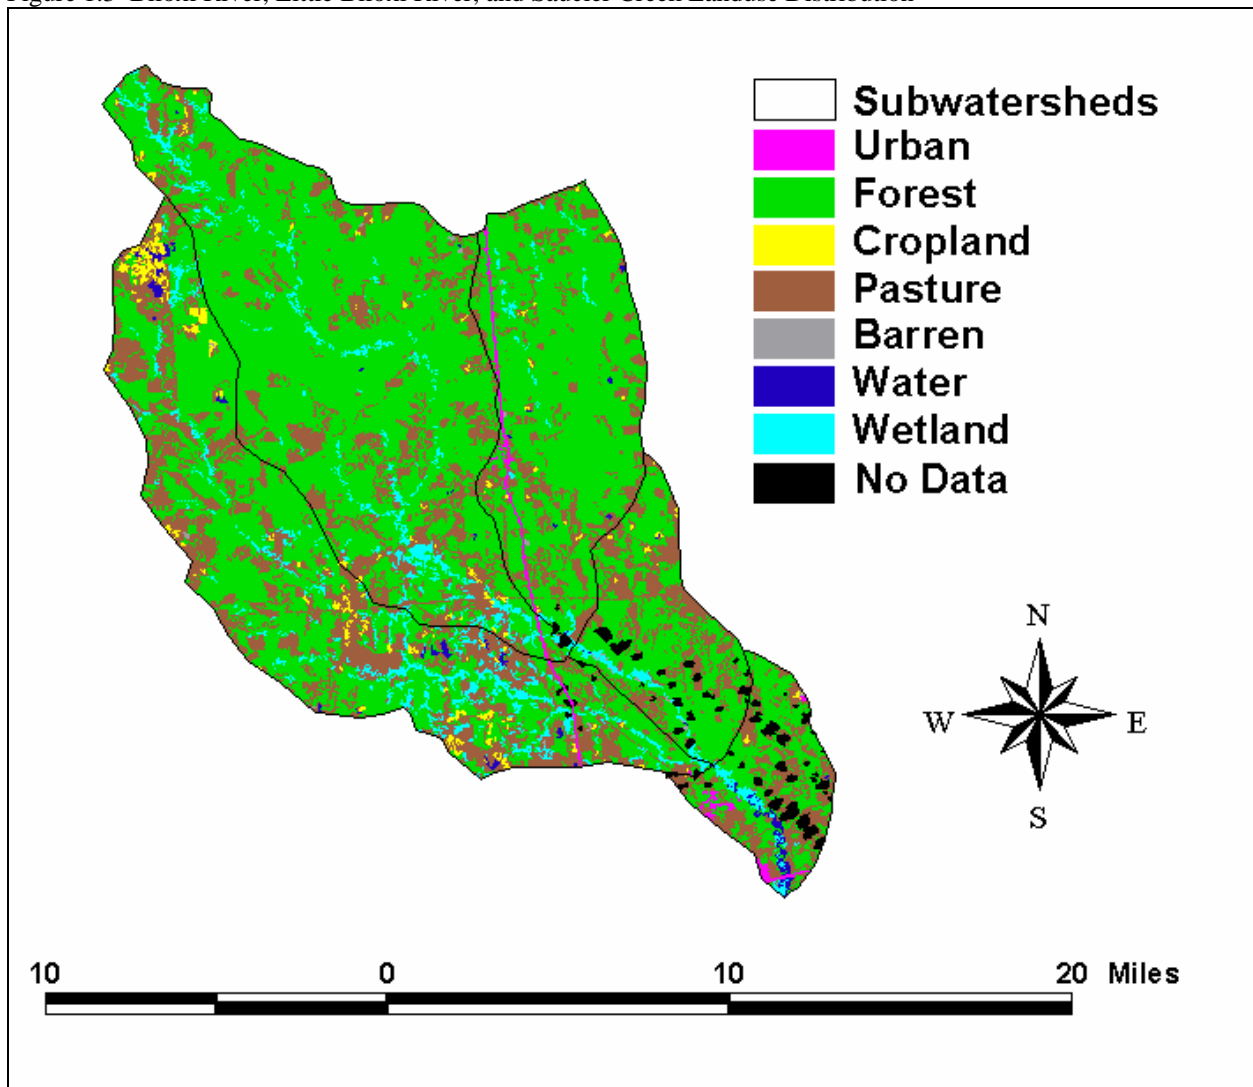 Subwatersheds
Urban
Forest
Cropland
Pasture
Barren
Water
Wetland
No Data
N
W
E
S
10 0 10 20 Miles